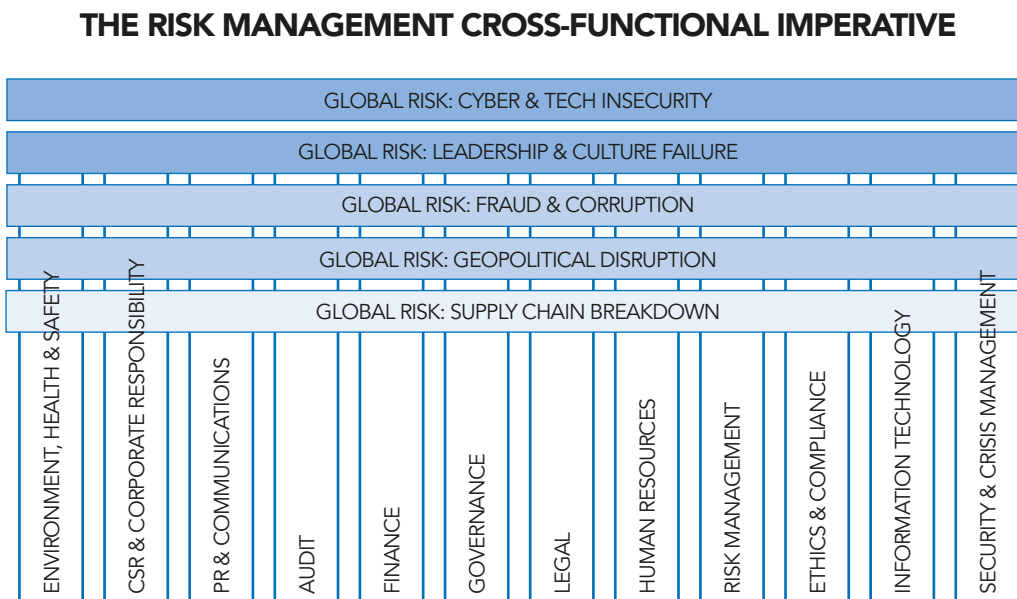 THE RISK MANAGEMENT CROSS-FUNCTIONAL IMPERATIVE
GLOBAL RISK: CYBER & TECH INSECURITY
GLOBAL RISK: LEADERSHIP & CULTURE FAILURE
GLOBAL RISK: FRAUD & CORRUPTION
GLOBAL RISK: GEOPOLITICAL DISRUPTION
GLOBAL RISK: SUPPLY CHAIN BREAKDOWN
ENVIRONMENT, HEALTH & SAFETY
CSR & CORPORATE RESPONSIBILITY
PR & COMMUNICATIONS
AUDIT
FINANCE
GOVERNANCE
LEGAL
HUMAN RESOURCES
RISK MANAGEMENT
ETHICS & COMPLIANCE
INFORMATION TECHNOLOGY
SECURITY & CRISIS MANAGEMENT